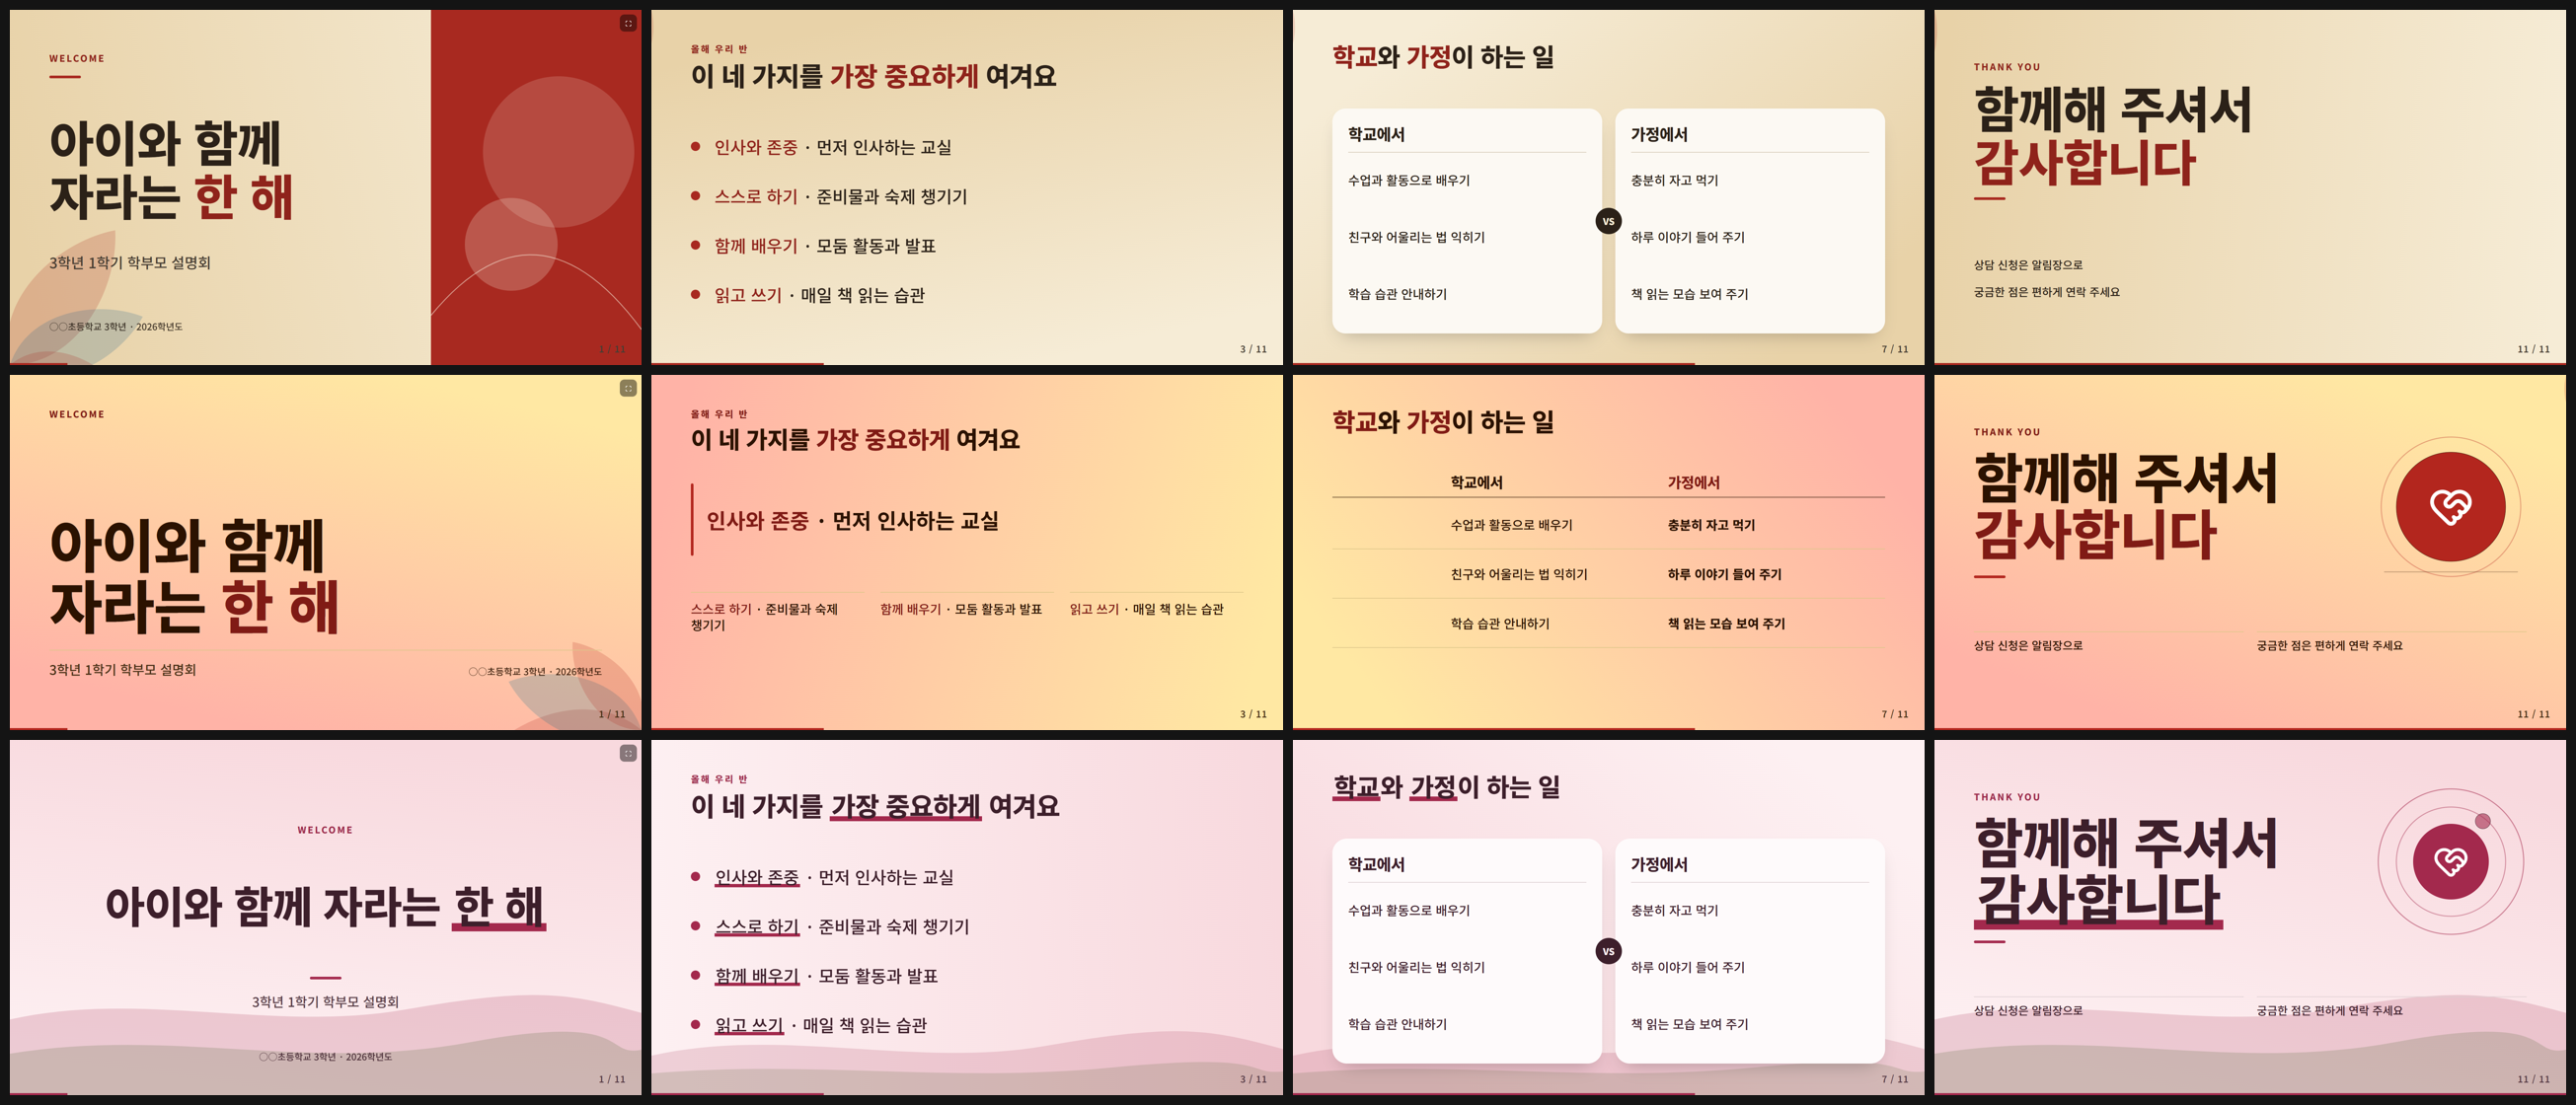 WELCOME
아이와 함께
자라는 한 해
3학년 1학기 학부모 설명회
○○초등학교 3학년 · 2026학년도
1 / 11
올해 우리 반
이 네 가지를 가장 중요하게 여겨요
인사와 존중 · 먼저 인사하는 교실
스스로 하기 · 준비물과 숙제 챙기기
함께 배우기 · 모둠 활동과 발표
읽고 쓰기 · 매일 책 읽는 습관
3 / 11
학교와 가정이 하는 일
학교에서
수업과 활동으로 배우기
친구와 어울리는 법 익히기
학습 습관 안내하기
VS
가정에서
충분히 자고 먹기
하루 이야기 들어 주기
책 읽는 모습 보여 주기
7 / 11
THANK YOU
함께해 주셔서
감사합니다
상담 신청은 알림장으로
궁금한 점은 편하게 연락 주세요
11 / 11
WELCOME
아이와 함께
자라는 한 해
3학년 1학기 학부모 설명회
○○초등학교 3학년 · 2026학년도
1 / 11
올해 우리 반
이 네 가지를 가장 중요하게 여겨요
인사와 존중 · 먼저 인사하는 교실
스스로 하기 · 준비물과 숙제
챙기기
함께 배우기 · 모둠 활동과 발표
읽고 쓰기 · 매일 책 읽는 습관
3 / 11
학교와 가정이 하는 일
학교에서 가정에서
수업과 활동으로 배우기 충분히 자고 먹기
친구와 어울리는 법 익히기 하루 이야기 들어 주기
학습 습관 안내하기 책 읽는 모습 보여 주기
7 / 11
THANK YOU
함께해 주셔서
감사합니다
상담 신청은 알림장으로
궁금한 점은 편하게 연락 주세요
11 / 11
WELCOME
아이와 함께 자라는 한 해
3학년 1학기 학부모 설명회
○○초등학교 3학년 · 2026학년도
1 / 11
올해 우리 반
이 네 가지를 가장 중요하게 여겨요
인사와 존중 · 먼저 인사하는 교실
스스로 하기 · 준비물과 숙제 챙기기
함께 배우기 · 모둠 활동과 발표
읽고 쓰기 · 매일 책 읽는 습관
3 / 11
학교와 가정이 하는 일
학교에서
수업과 활동으로 배우기
친구와 어울리는 법 익히기
학습 습관 안내하기
VS
가정에서
충분히 자고 먹기
하루 이야기 들어 주기
책 읽는 모습 보여 주기
7 / 11
THANK YOU
함께해 주셔서
감사합니다
상담 신청은 알림장으로
궁금한 점은 편하게 연락 주세요
11 / 11